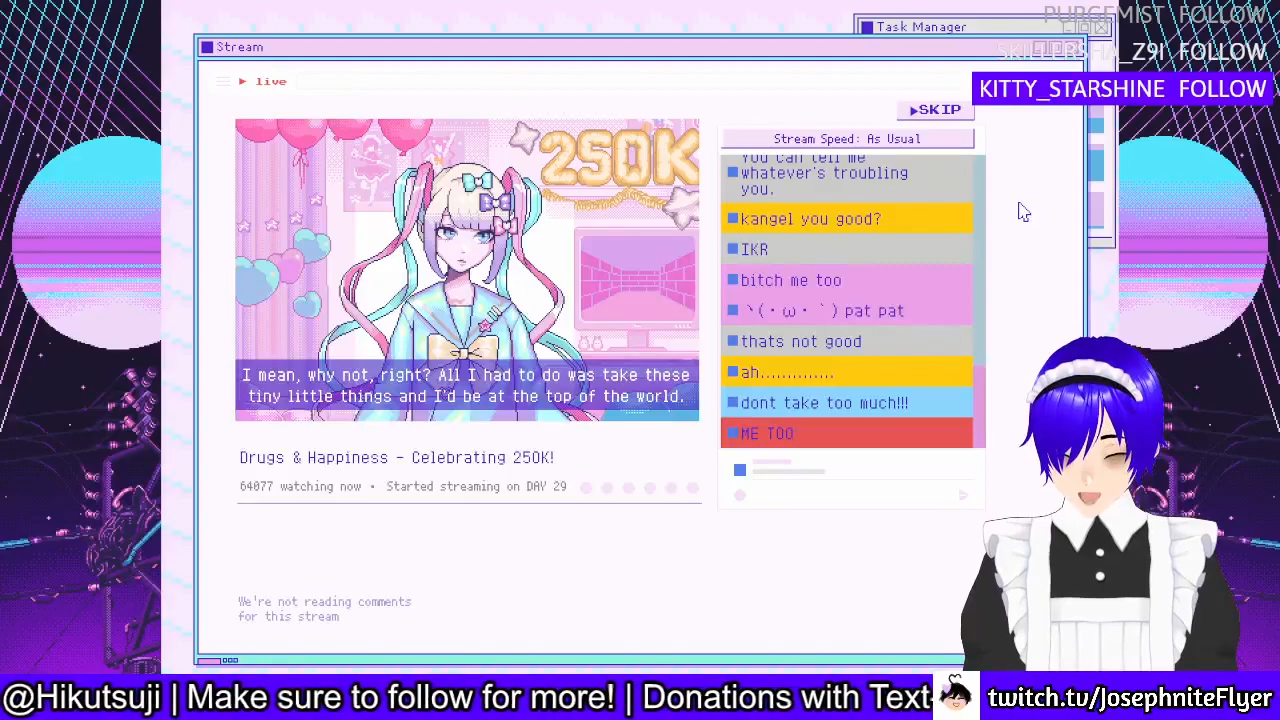 PURGEMIST FOLLOW
Task Manager
Stream
FOLLOW
live
KITTY_STARSHINE FOLLOW
▶SKIP
Stream Speed: As Usual
250K
You can tell me
whatever's troubling
you.
kangel you good?
IKR
bitch me too
丶(・ω・｀) pat pat
thats not good
I mean, why not, right? All I had to do was take these
tiny little things and I'd be at the top of the world.
ah.............
dont take too much!!!
ME TOO
Drugs & Happiness - Celebrating 250K!
64077 watching now • Started streaming on DAY 29
We're not reading comments
for this stream
@Hikutsuji | Make sure to follow for more! | Donations with Text-
twitch.tv/JosephniteFlyer